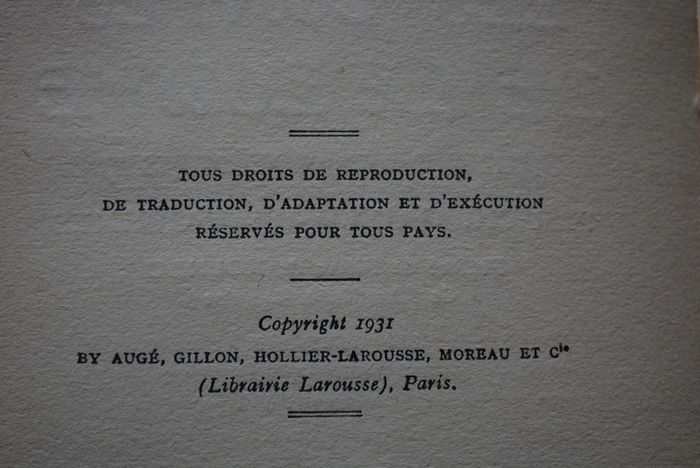 TOUS DROITS DE REPRODUCTION,
DE TRADUCTION, D'ADAPTATION ET D'EXÉCUTION
RÉSERVÉS POUR TOUS PAYS.
Copyright 1931
BY AUGÉ, GILLON, HOLLIER-LAROUSSE, MOREAU ET Cie
(Librairie Larousse), Paris.